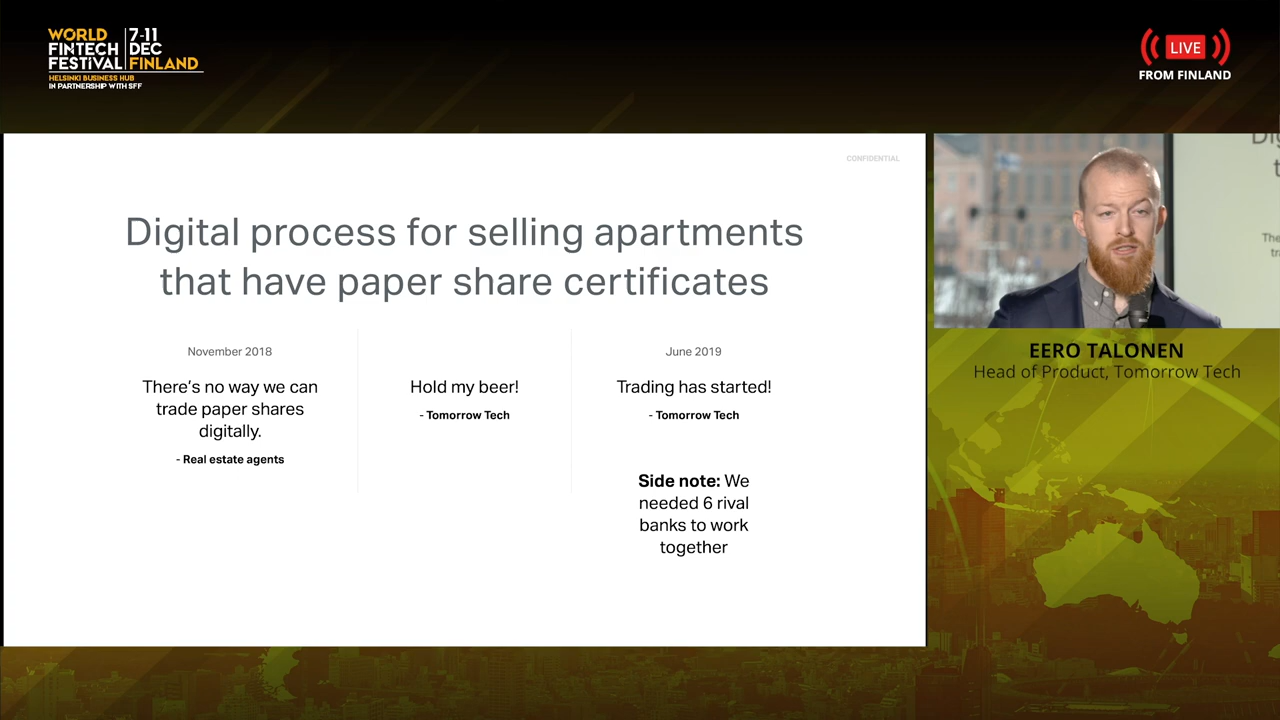 WORLD
FINTECH
FESTIVAL
7-11
DEC
FINLAND
HELSINKI BUSINESS HUB
IN PARTNERSHIP WITH SFF
LIVE
FROM FINLAND
CONFIDENTIAL
Digital process for selling apartments
that have paper share certificates
November 2018
There's no way we can
trade paper shares
digitally.
- Real estate agents
Hold my beer!
- Tomorrow Tech
June 2019
Trading has started!
- Tomorrow Tech
Side note: We
needed 6 rival
banks to work
together
EERO TALONEN
Head of Product, Tomorrow Tech